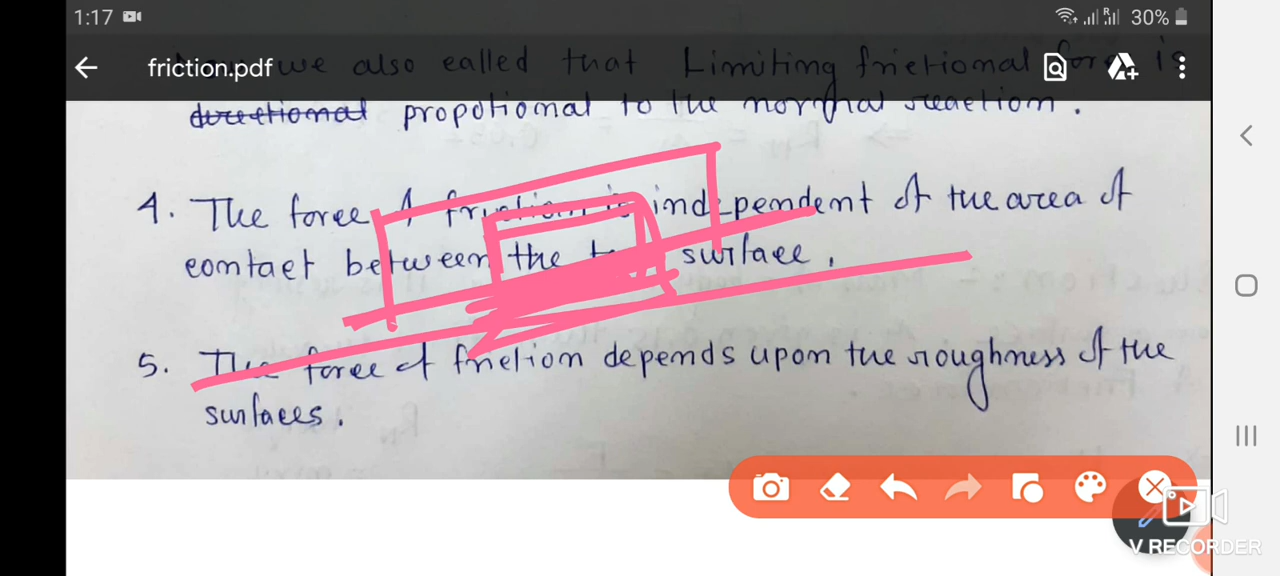 1:17 30%
friction.pdf
we also called that Limiting frictional is
directional propotional to the normal reaction.
4. The force of friction is independent of the area of
contact between the surface.
5. The force of friction depends upon the roughness of the
surfaces.
V RECORDER